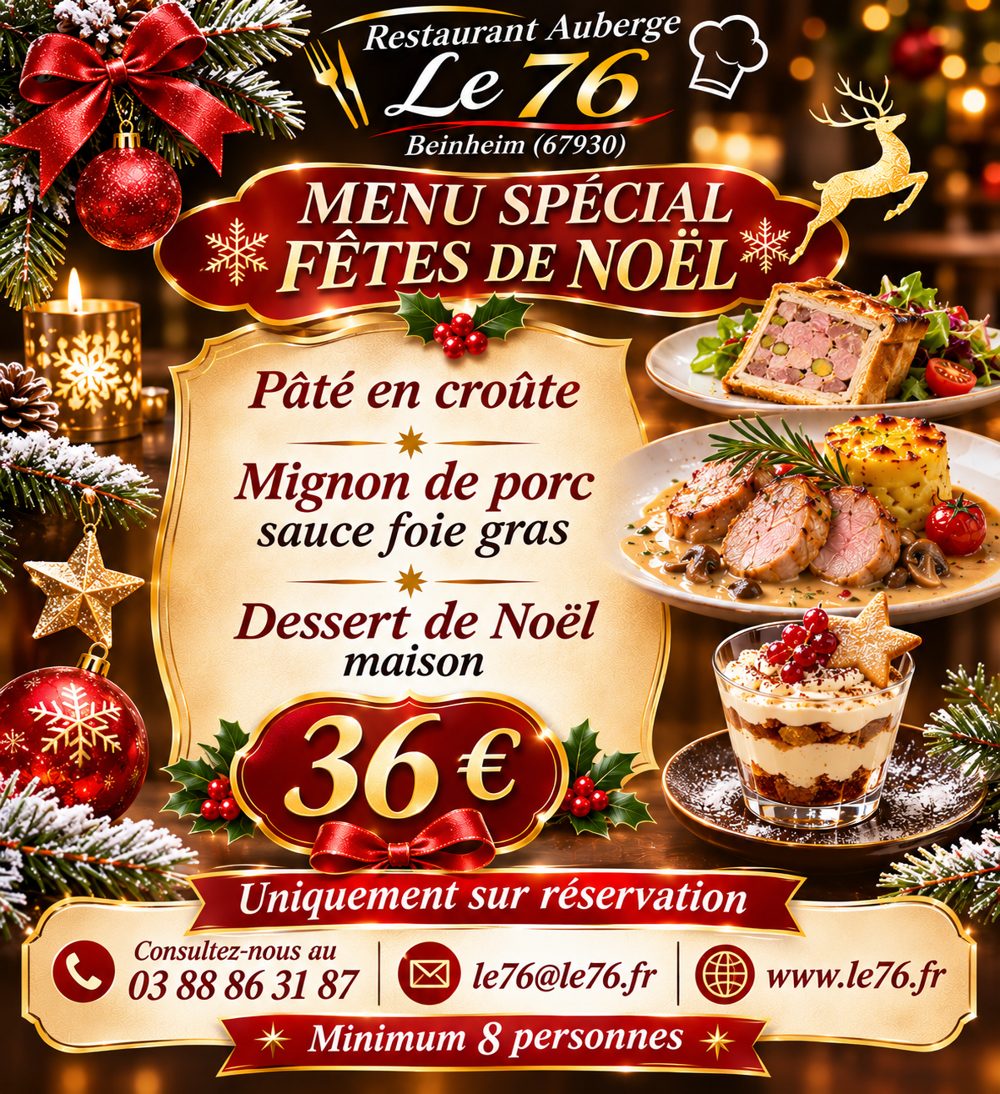 Restaurant Auberge
Le 76
Beinheim (67930)
MENU SPÉCIAL
FÊTES DE NOËL
Pâté en croûte
Mignon de porc
sauce foie gras
Dessert de Noël
maison
36 €
Uniquement sur réservation
Consultez-nous au
03 88 86 31 87
le76@le76.fr
www.le76.fr
Minimum 8 personnes